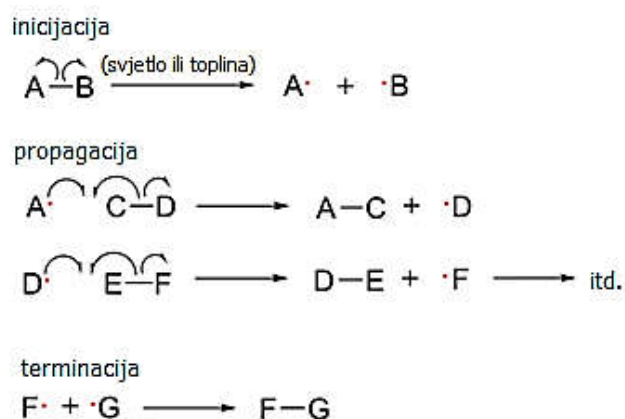 inicijacija
A—B (svjetlo ili toplina) ⟶ A· + ·B
propagacija
A· C—D ⟶ A—C + ·D
D· E—F ⟶ D—E + ·F ⟶ itd.
terminacija
F· + ·G ⟶ F—G